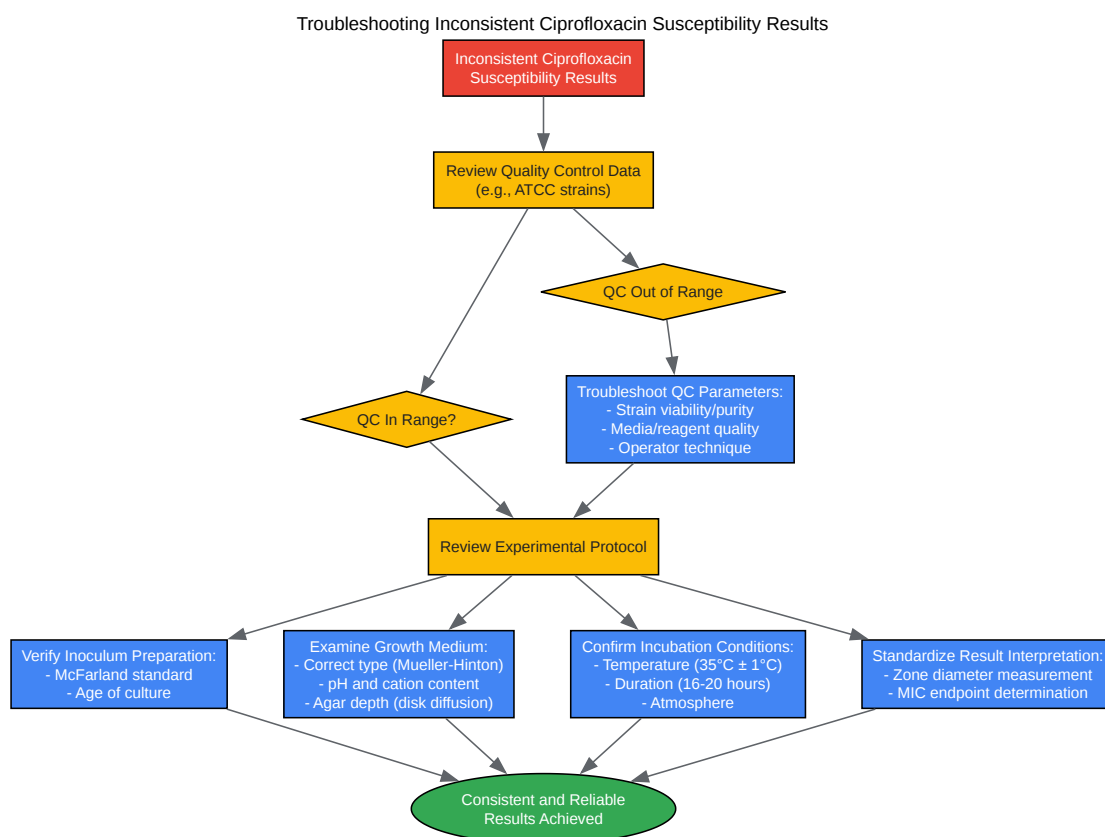 Troubleshooting Inconsistent Ciprofloxacin Susceptibility Results
Inconsistent Ciprofloxacin
Susceptibility Results
Review Quality Control Data
(e.g., ATCC strains)
QC Out of Range
QC In Range?
Troubleshoot QC Parameters:
- Strain viability/purity
- Media/reagent quality
- Operator technique
Review Experimental Protocol
Verify Inoculum Preparation:
- McFarland standard
- Age of culture
Examine Growth Medium:
- Correct type (Mueller-Hinton)
- pH and cation content
- Agar depth (disk diffusion)
Confirm Incubation Conditions:
- Temperature (35°C ± 1°C)
- Duration (16-20 hours)
- Atmosphere
Standardize Result Interpretation:
- Zone diameter measurement
- MIC endpoint determination
Consistent and Reliable
Results Achieved